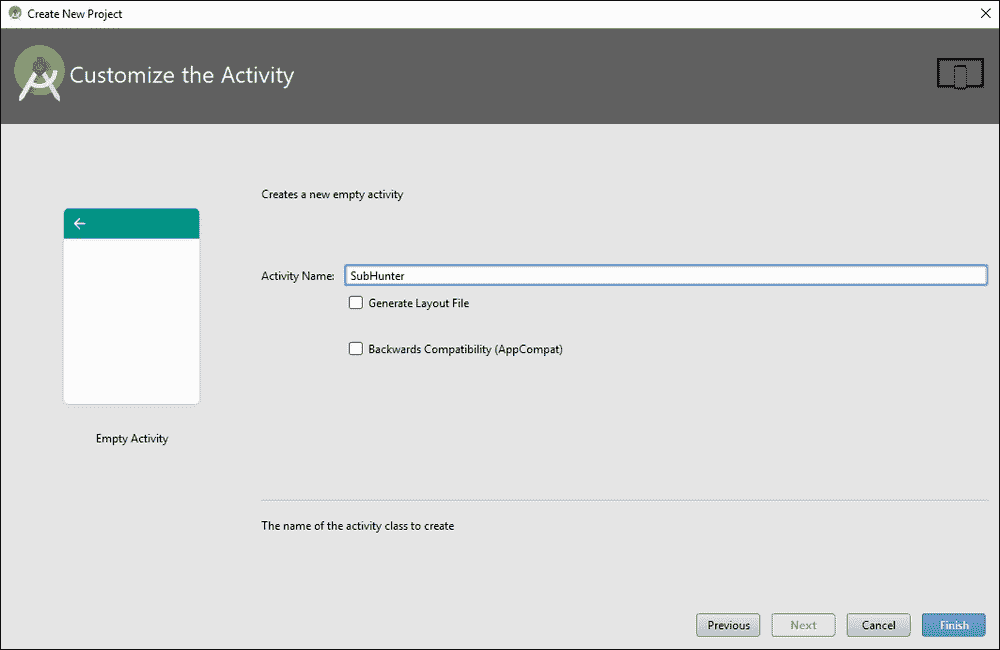 Create New Project
Customize the Activity
Creates a new empty activity
Activity Name: SubHunter
Generate Layout File
Backwards Compatibility (AppCompat)
Empty Activity
The name of the activity class to create
Previous Next Cancel Finish